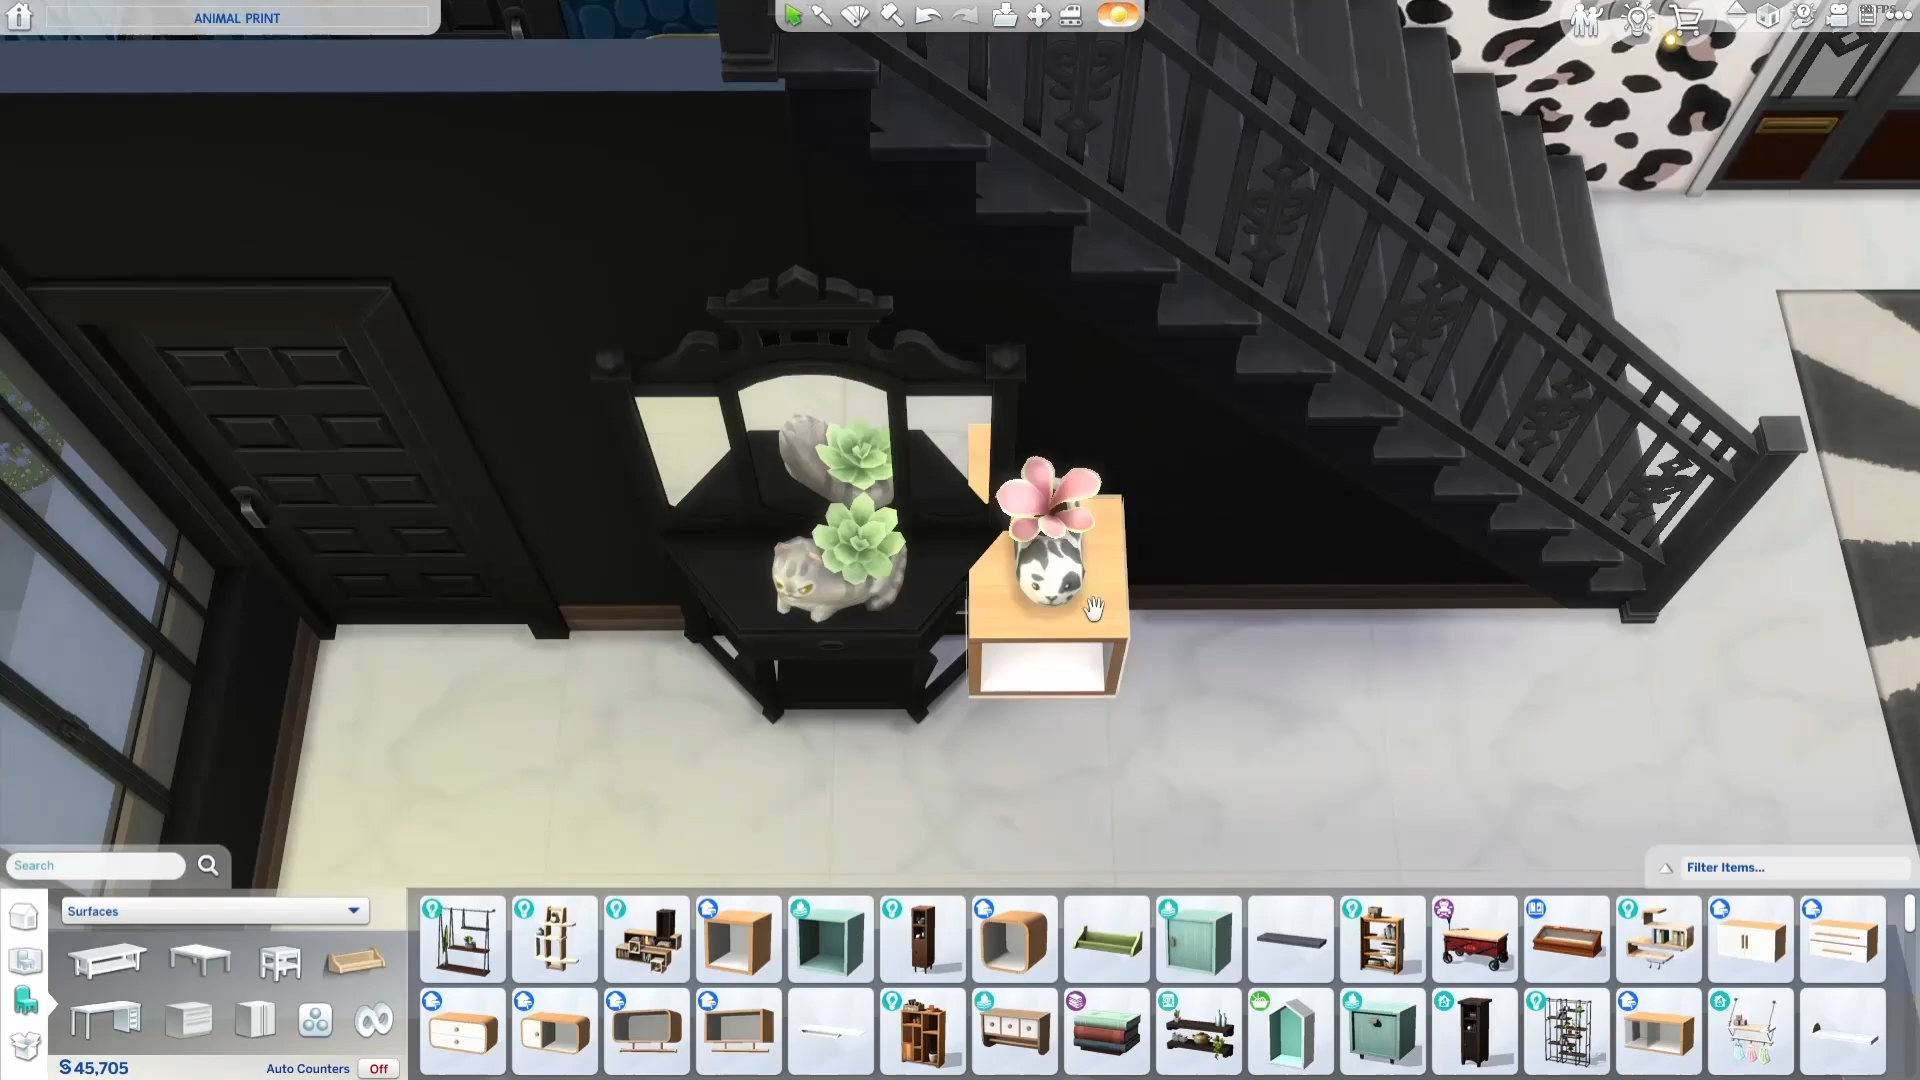 ANIMAL PRINT
Search
Filter Items...
Surfaces
§45,705
Auto Counters
Off